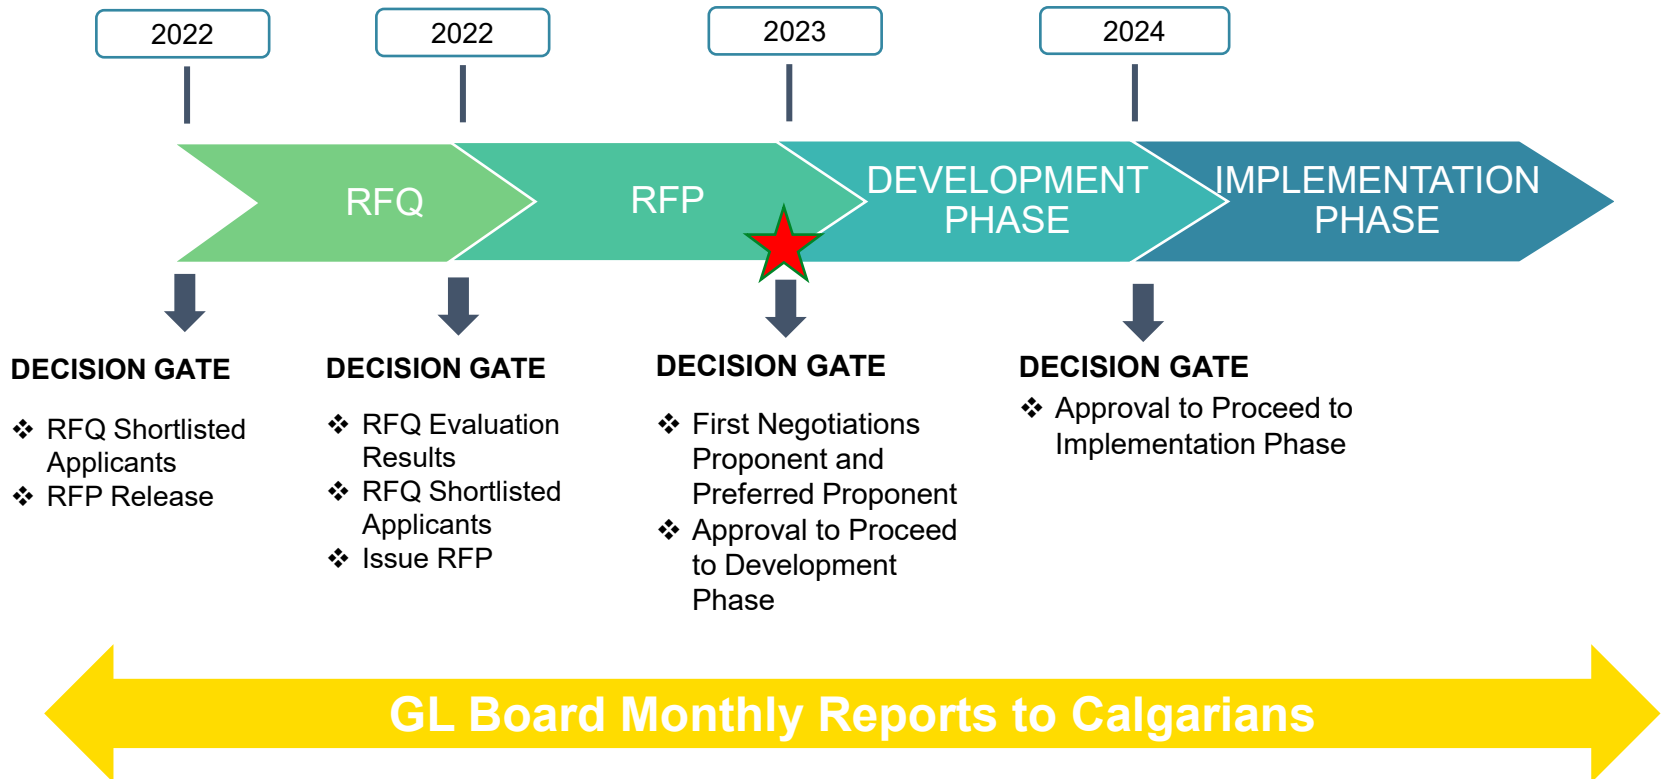 2022
2022
2023
2024
RFQ
RFP
DEVELOPMENT
PHASE
IMPLEMENTATION
PHASE
DECISION GATE
❖ RFQ Shortlisted
Applicants
❖ RFP Release
DECISION GATE
❖ RFQ Evaluation
Results
❖ RFQ Shortlisted
Applicants
❖ Issue RFP
DECISION GATE
❖ First Negotiations
Proponent and
Preferred Proponent
❖ Approval to Proceed
to Development
Phase
DECISION GATE
❖ Approval to Proceed to
Implementation Phase
GL Board Monthly Reports to Calgarians